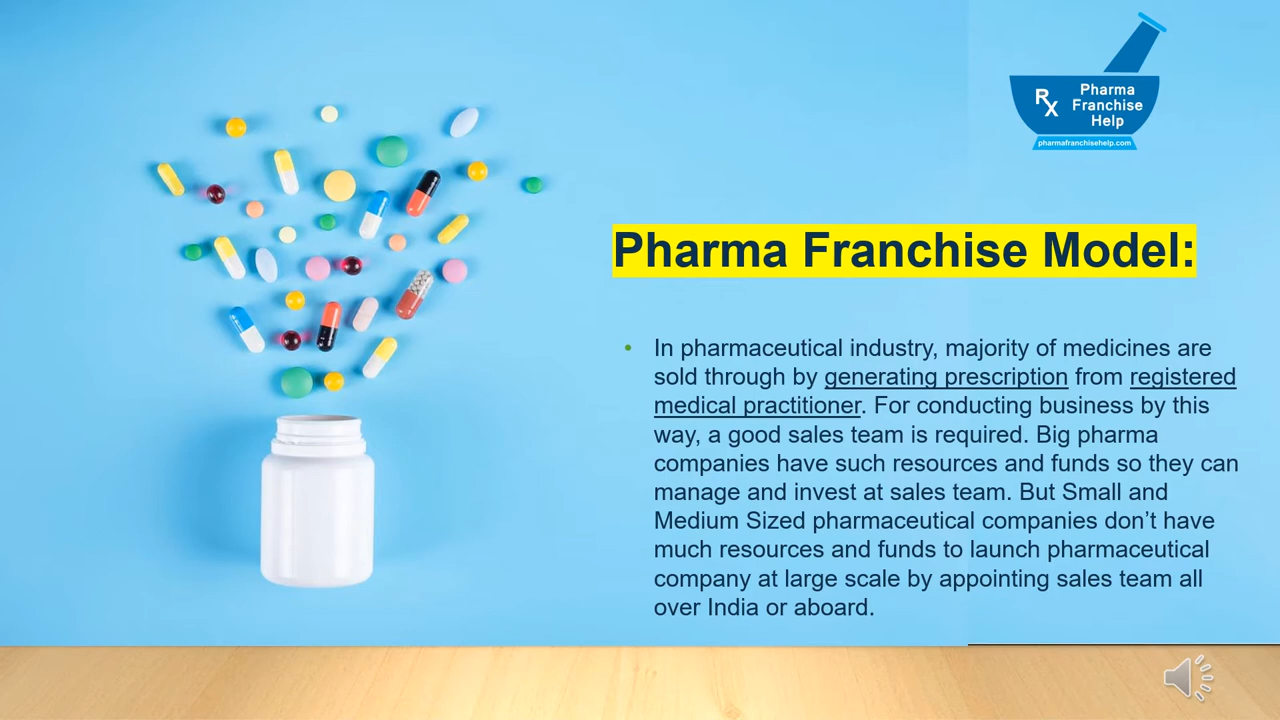 Rx
Pharma
Franchise
Help
pharmafranchisehelp.com
Pharma Franchise Model:
• In pharmaceutical industry, majority of medicines are
sold through by generating prescription from registered
medical practitioner. For conducting business by this
way, a good sales team is required. Big pharma
companies have such resources and funds so they can
manage and invest at sales team. But Small and
Medium Sized pharmaceutical companies don’t have
much resources and funds to launch pharmaceutical
company at large scale by appointing sales team all
over India or aboard.